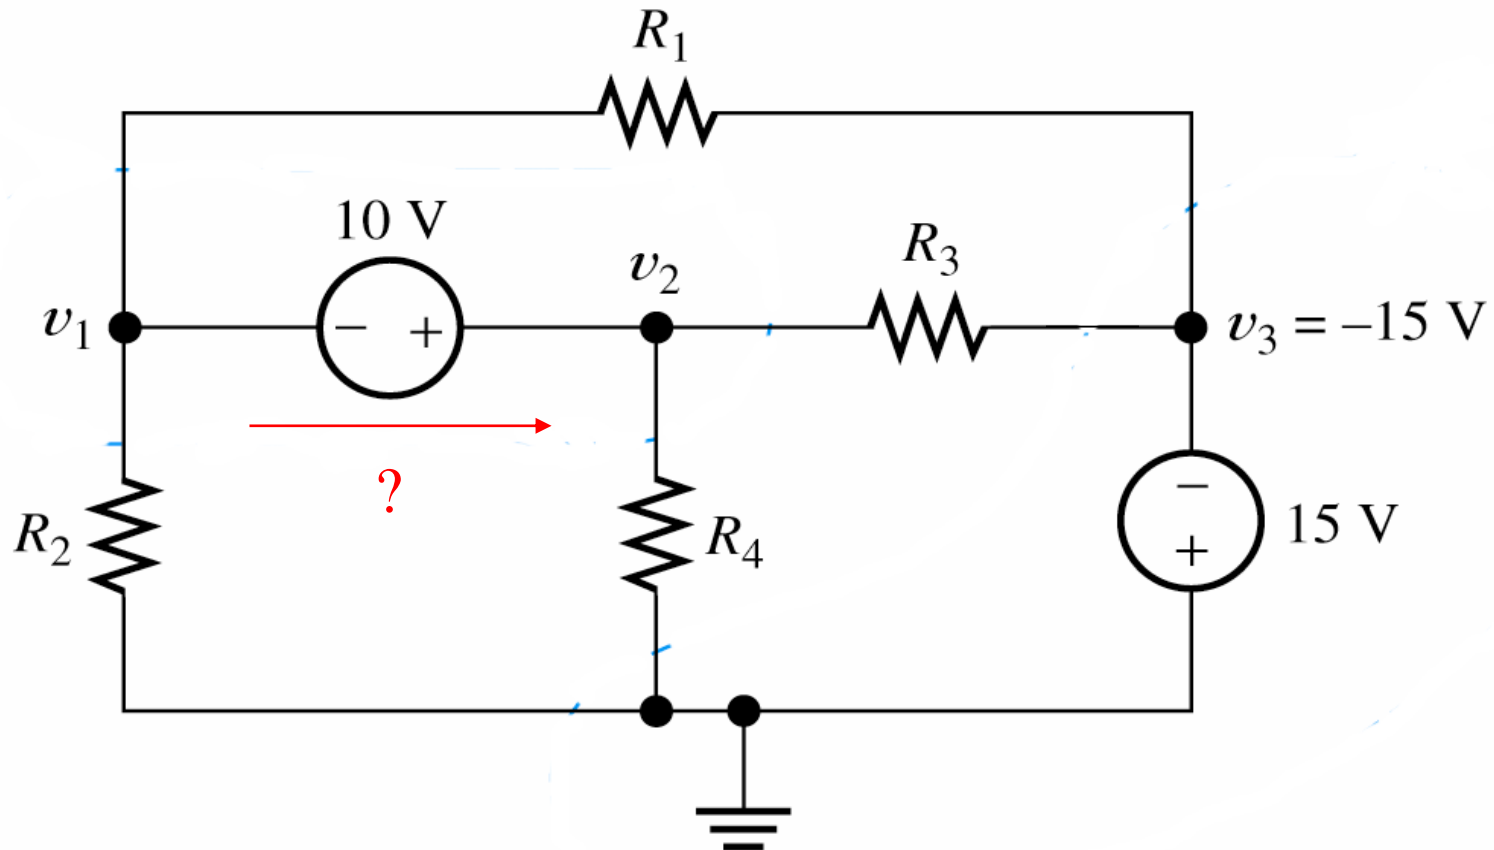 R₁
10 V
v₂
R₃
v₁
− +
v₃ = –15 V
?
R₂
R₄
−
+
15 V